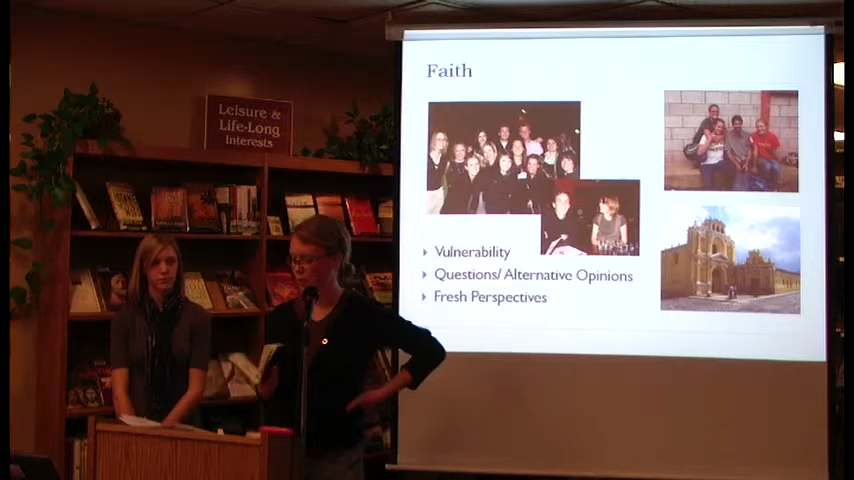 Leisure &
Life-Long
Interests
Faith
Vulnerability
Questions/ Alternative Opinions
Fresh Perspectives